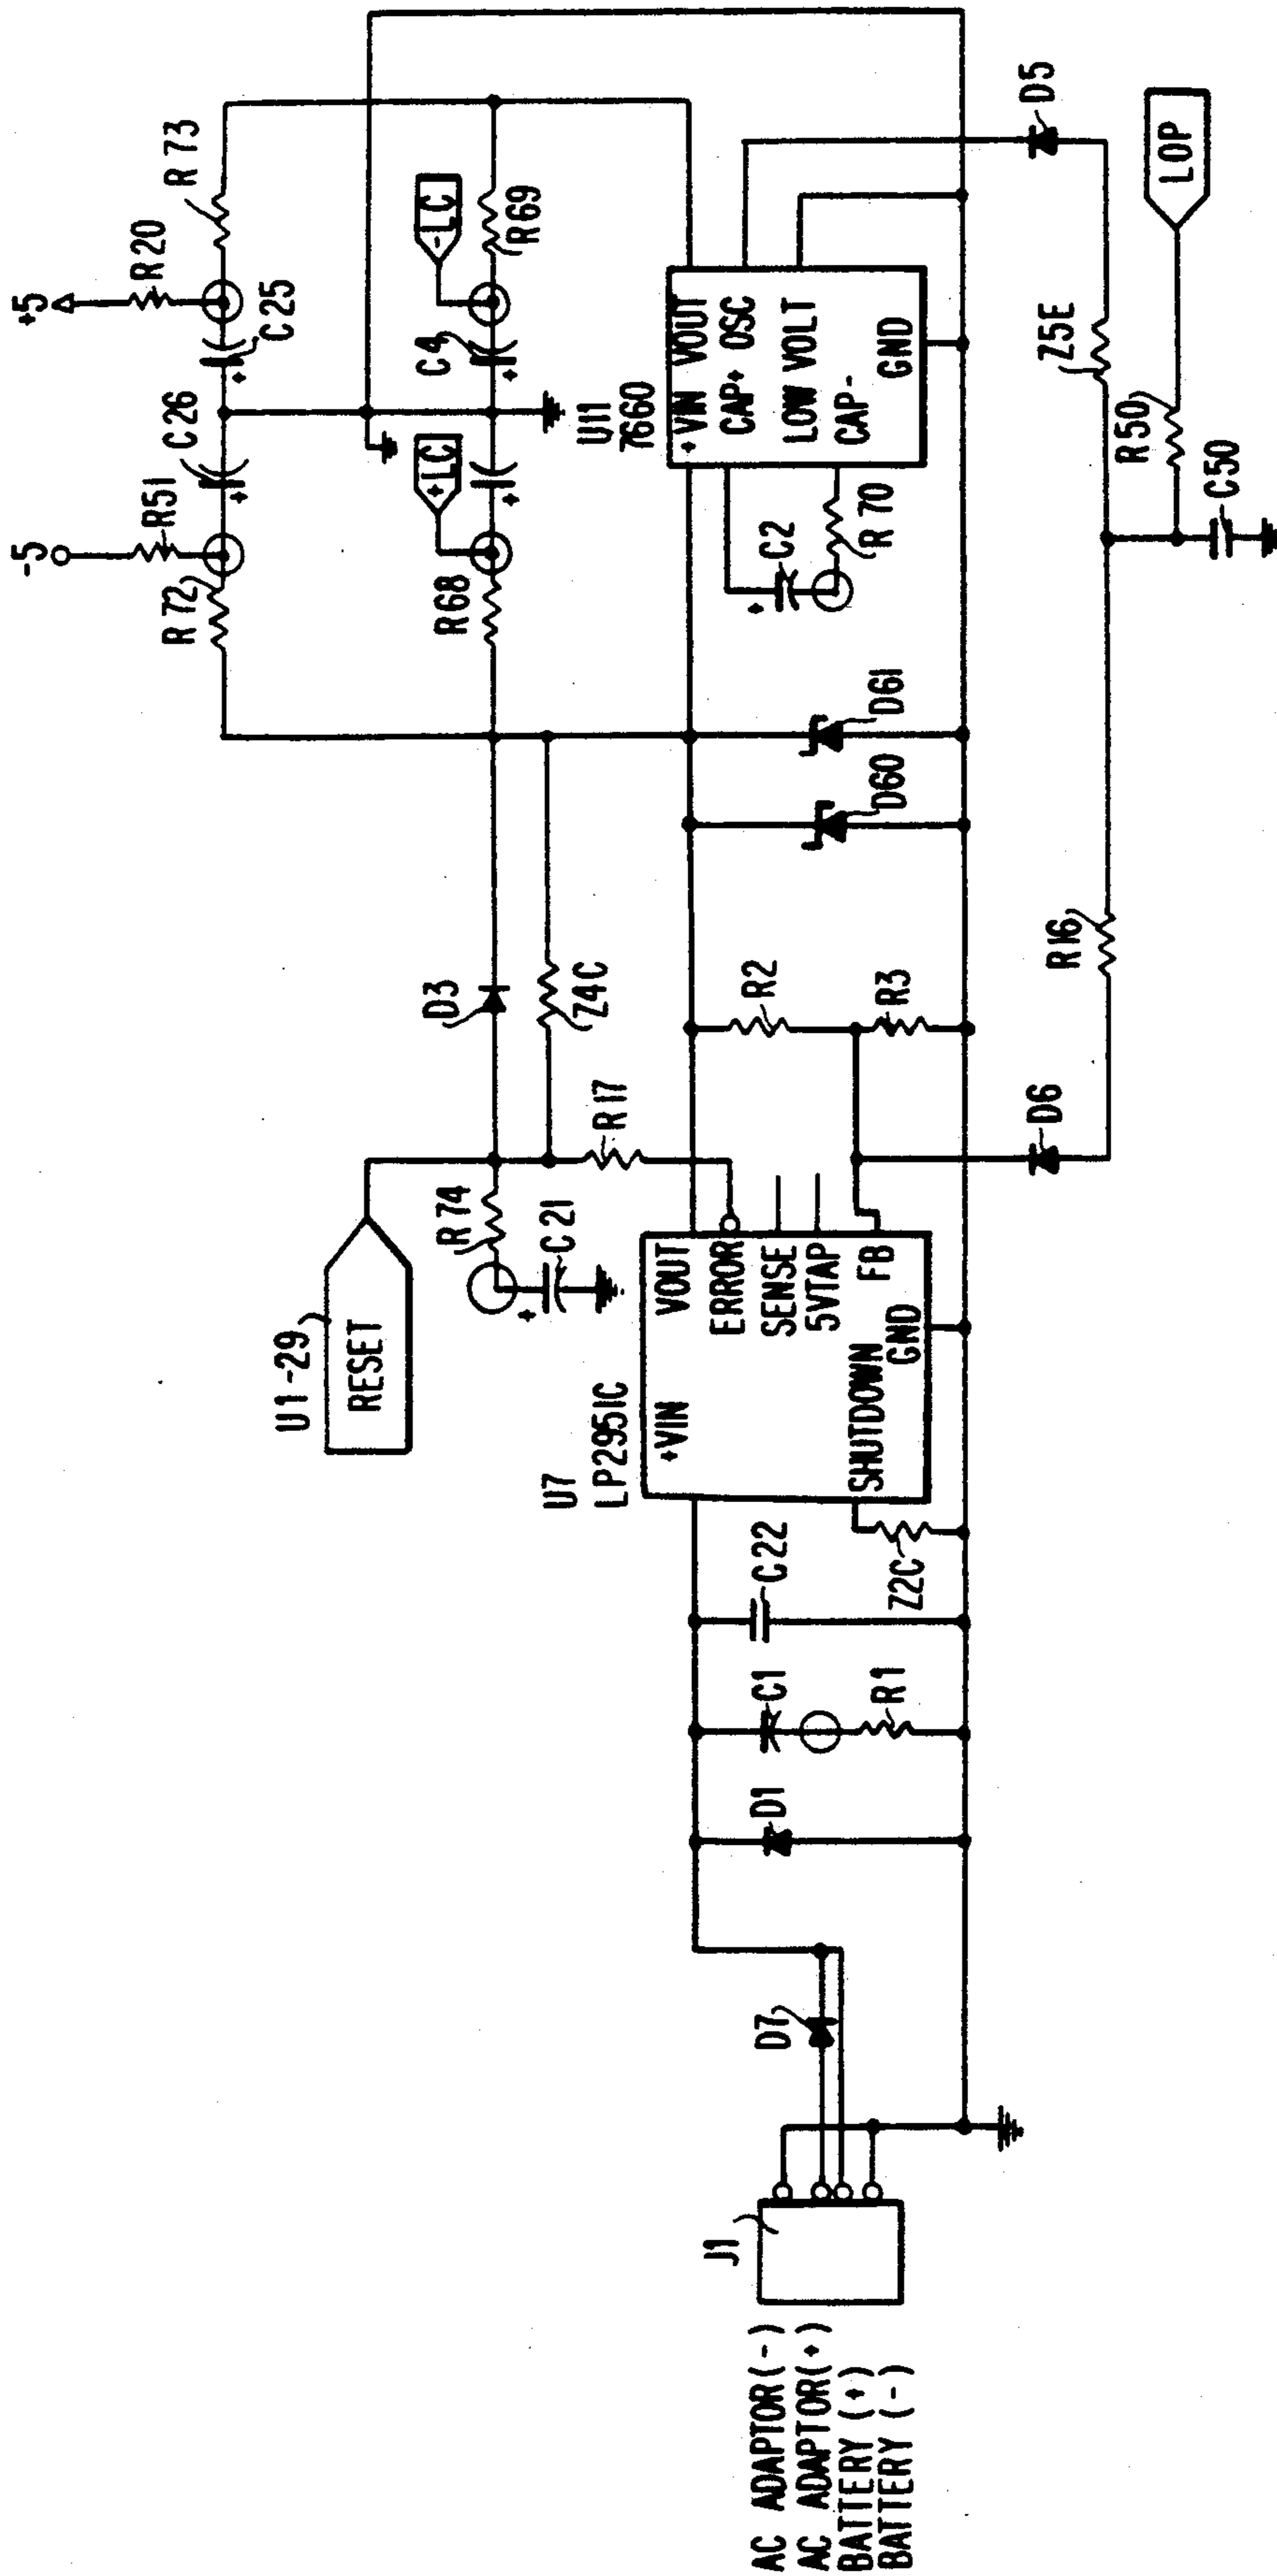 AC ADAPTOR(-)
AC ADAPTOR(+)
BATTERY (+)
BATTERY (-)
J1
D7
D1
C1
R1
C22
Z2C
U7
LP2951C
+VIN
VOUT
ERROR
SENSE
5VTAP
FB
GND
SHUTDOWN
U1-29
RESET
R74
+
C21
R17
D3
Z4C
R2
R3
D6
R16
D60
D61
R72
R51
-5
C26
+
+5
R20
C25
+
R73
R68
+LC
+
C4
+
-LC
R69
U11
7660
+VIN
VOUT
CAP+
OSC
LOW VOLT
CAP-
GND
+
C2
R70
D5
Z5E
R50
C50
LOP